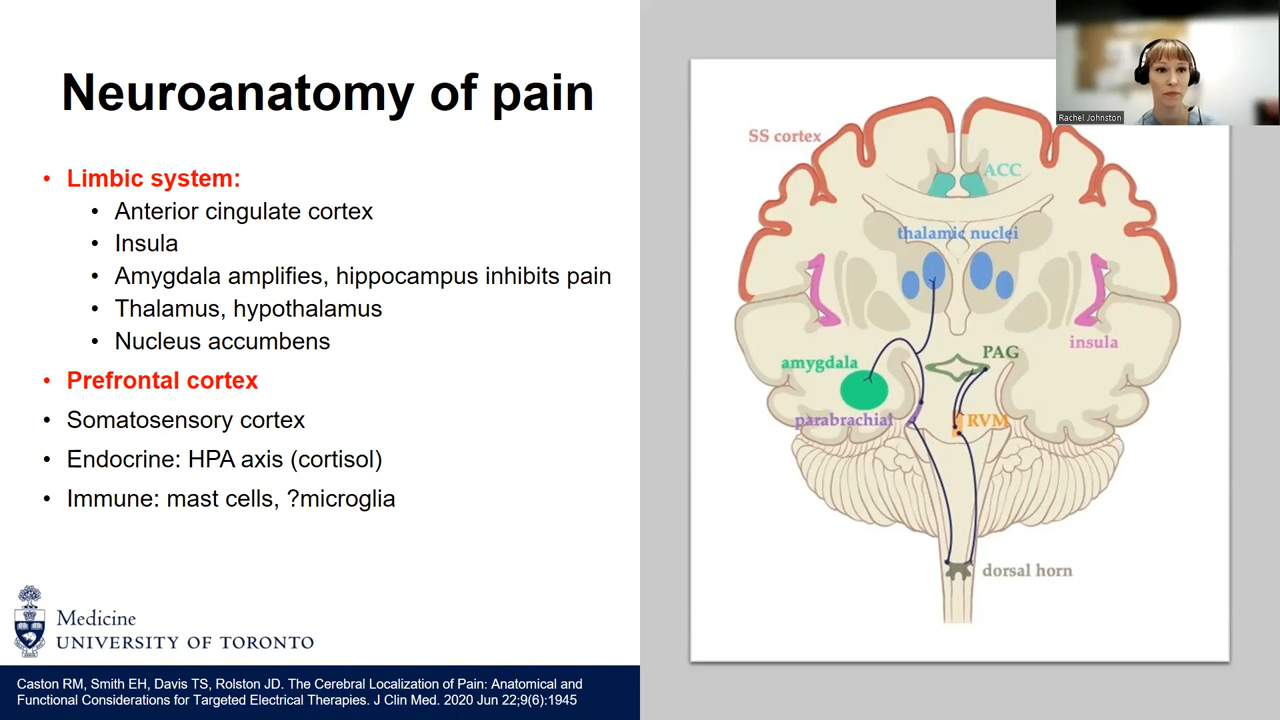 Neuroanatomy of pain
• Limbic system:
• Anterior cingulate cortex
• Insula
• Amygdala amplifies, hippocampus inhibits pain
• Thalamus, hypothalamus
• Nucleus accumbens
• Prefrontal cortex
• Somatosensory cortex
• Endocrine: HPA axis (cortisol)
• Immune: mast cells, ?microglia
Medicine
UNIVERSITY OF TORONTO
Caston RM, Smith EH, Davis TS, Rolston JD. The Cerebral Localization of Pain: Anatomical and
Functional Considerations for Targeted Electrical Therapies. J Clin Med. 2020 Jun 22;9(6):1945
SS cortex
ACC
thalamic nuclei
insula
amygdala
PAG
parabrachial
RVM
dorsal horn
Rachel Johnston